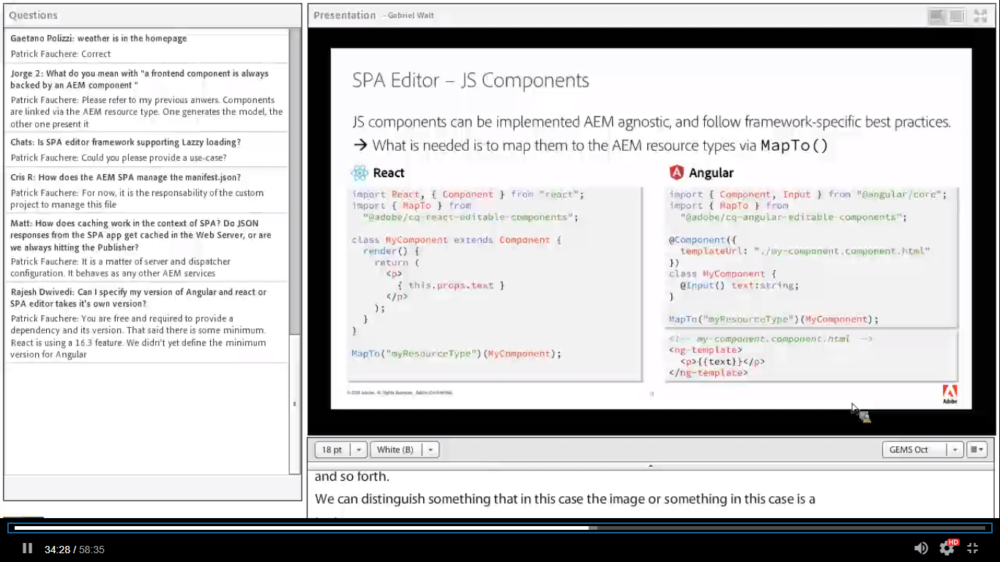 Questions
Gaetano Polizzi: weather is in the homepage
Patrick Fauchere: Correct
Jorge 2: What do you mean with "a frontend component is always
backed by an AEM component "
Patrick Fauchere: Please refer to my previous anwers. Components
are linked via the AEM resource type. One generates the model, the
other one present it
Chats: Is SPA editor framework supporting Lazy loading?
Patrick Fauchere: Could you please provide a use-case?
Cris R: How does the AEM SPA manage the manifest.json?
Patrick Fauchere: For now, it is the responsability of the custom
project to manage this file
Matt: How does caching work in the context of SPA? Do JSON
responses from the SPA app get cached in the Web Server, or are
we always hitting the Publisher?
Patrick Fauchere: It is a matter of server and dispatcher
configuration. It behaves as any other AEM services
Rajesh Dwivedi: Can I specify my version of Angular and react or
SPA editor takes it's own version?
Patrick Fauchere: You are free and required to provide a
dependency and its version. That said there is some minimum.
React is using a 16.3 feature. We didn't yet define the minimum
version for Angular
Presentation - Gabriel Walt
SPA Editor – JS Components
JS components can be implemented AEM agnostic, and follow framework-specific best practices.
→ What is needed is to map them to the AEM resource types via MapTo()
React
import React, { Component } from "react";
import { MapTo } from
"@adobe/cq-react-editable-components";
class MyComponent extends Component {
render() {
return (
<p>
{ this.props.text }
</p>
);
}
}
MapTo("myResourceType")(MyComponent);
Angular
import { Component, Input } from "@angular/core";
import { MapTo } from
"@adobe/cq-angular-editable-components";
@Component({
templateUrl: "./my-component.component.html"
})
class MyComponent {
@Input() text:string;
}
MapTo("myResourceType")(MyComponent);
<!-- my-component.component.html -->
<ng-template>
<p>{{text}}</p>
</ng-template>
Adobe
18 pt
White (B)
GEMS Oct
and so forth.
We can distinguish something that in this case the image or something in this case is a
34:28 / 58:35
HD